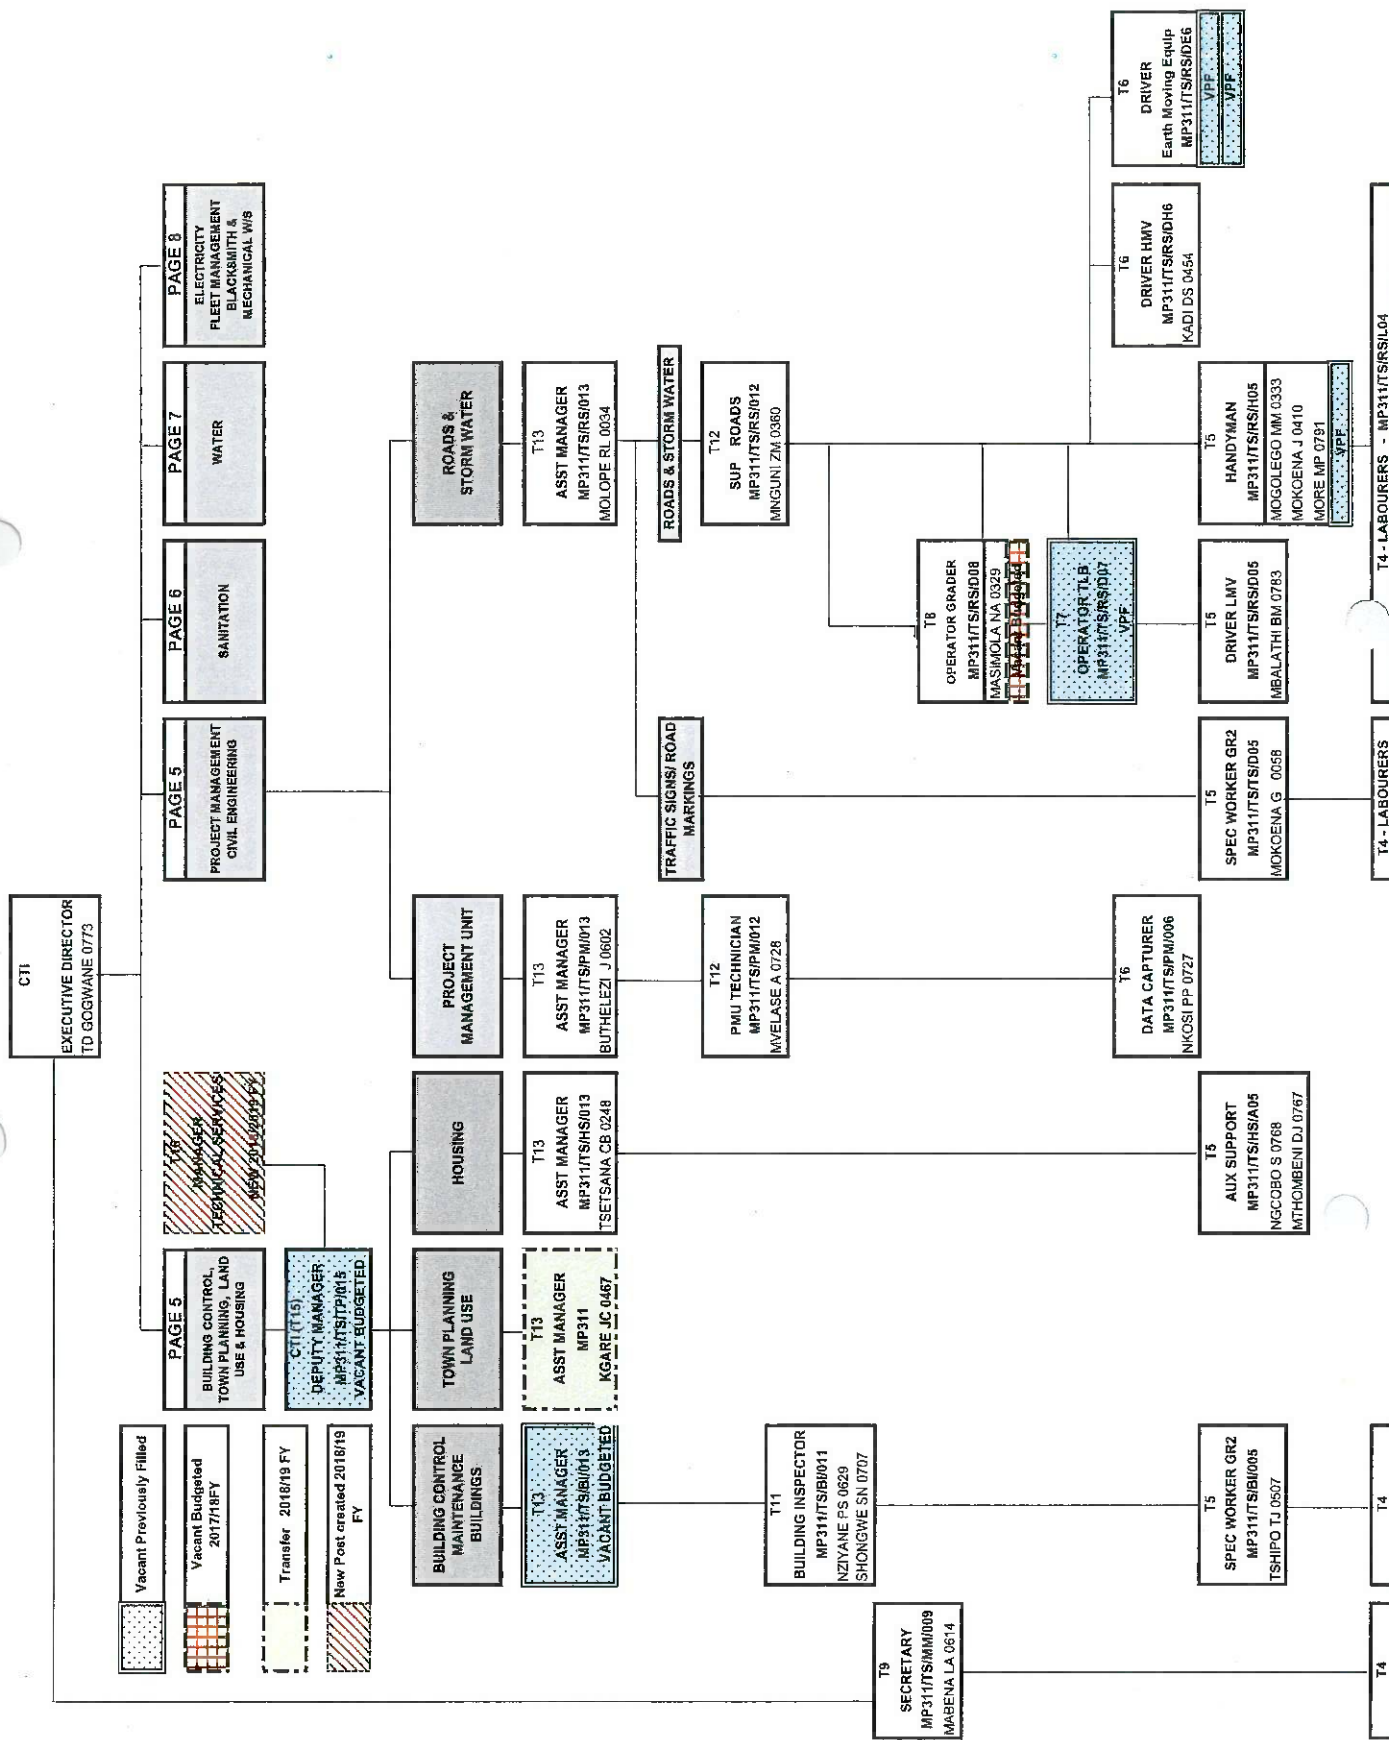 CTI
EXECUTIVE DIRECTOR
TO GOGWANE 0773
PAGE 5
BUILDING CONTROL,
TOWN PLANNING, LAND
USE & HOUSING
T16
MANAGER
TECHNICAL SERVICES
NEW 2018/2019 FY
PAGE 5
PROJECT MANAGEMENT
CIVIL ENGINEERING
PAGE 6
SANITATION
PAGE 7
WATER
PAGE 8
ELECTRICITY
FLEET MANAGEMENT
BLACKSMITH &
MECHANICAL W/S
Vacant Previously Filled
Vacant Budgeted
2017/18FY
Transfer 2018/19 FY
New Post created 2018/19
FY
CTI (T15)
DEPUTY MANAGER
MP311/TS/TP/015
VACANT BUDGETED
BUILDING CONTROL
MAINTENANCE
BUILDINGS
TOWN PLANNING
LAND USE
HOUSING
PROJECT
MANAGEMENT UNIT
ROADS &
STORM WATER
T13
ASST MANAGER
MP311/TS/BI/013
VACANT BUDGETED
T13
ASST MANAGER
MP311
KGARE JC 0467
T13
ASST MANAGER
MP311/TS/HS/013
TSETSANA CB 0248
T13
ASST MANAGER
MP311/TS/PM/013
BUTHELEZI J 0602
T13
ASST MANAGER
MP311/TS/RS/013
MOLOPE RL 0034
TRAFFIC SIGNS/ ROAD
MARKINGS
ROADS & STORM WATER
T12
PMU TECHNICIAN
MP311/TS/PM/012
MVELASE A 0728
T12
SUP ROADS
MP311/TS/RS/012
MNGUNI ZM 0360
T11
BUILDING INSPECTOR
MP311/TS/BI/011
NZIYANE PS 0629
SHONGWE SN 0707
T9
SECRETARY
MP311/TS/MM/009
MABENA LA 0614
T8
OPERATOR GRADER
MP311/TS/RS/D08
MASIMOLA NA 0329
Vacant Budgeted
T7
OPERATOR TLB
MP311/TS/RS/D07
VPF
T6
DATA CAPTURER
MP311/TS/PM/006
NKOSI PP 0727
T6
DRIVER HMV
MP311/TS/RS/DH6
KADI DS 0454
T6
DRIVER
Earth Moving Equip
MP311/TS/RS/DE6
VPF
VPF
T5
SPEC WORKER GR2
MP311/TS/BI/005
TSHIPO TJ 0507
T5
AUX SUPPORT
MP311/TS/HS/A05
NGCOBO S 0768
MTHOMBENI DJ 0767
T5
SPEC WORKER GR2
MP311/TS/TS/D05
MOKOENA G 0058
T5
DRIVER LMV
MP311/TS/RS/D05
MBALATHI BM 0783
T5
HANDYMAN
MP311/TS/RS/H05
MOGOLEGO MM 0333
MOKOENA J 0410
MORE MP 0791
VPF
T4
T4
T4 - LABOURERS
T4 - LABOURERS - MP311/TS/RS/L04